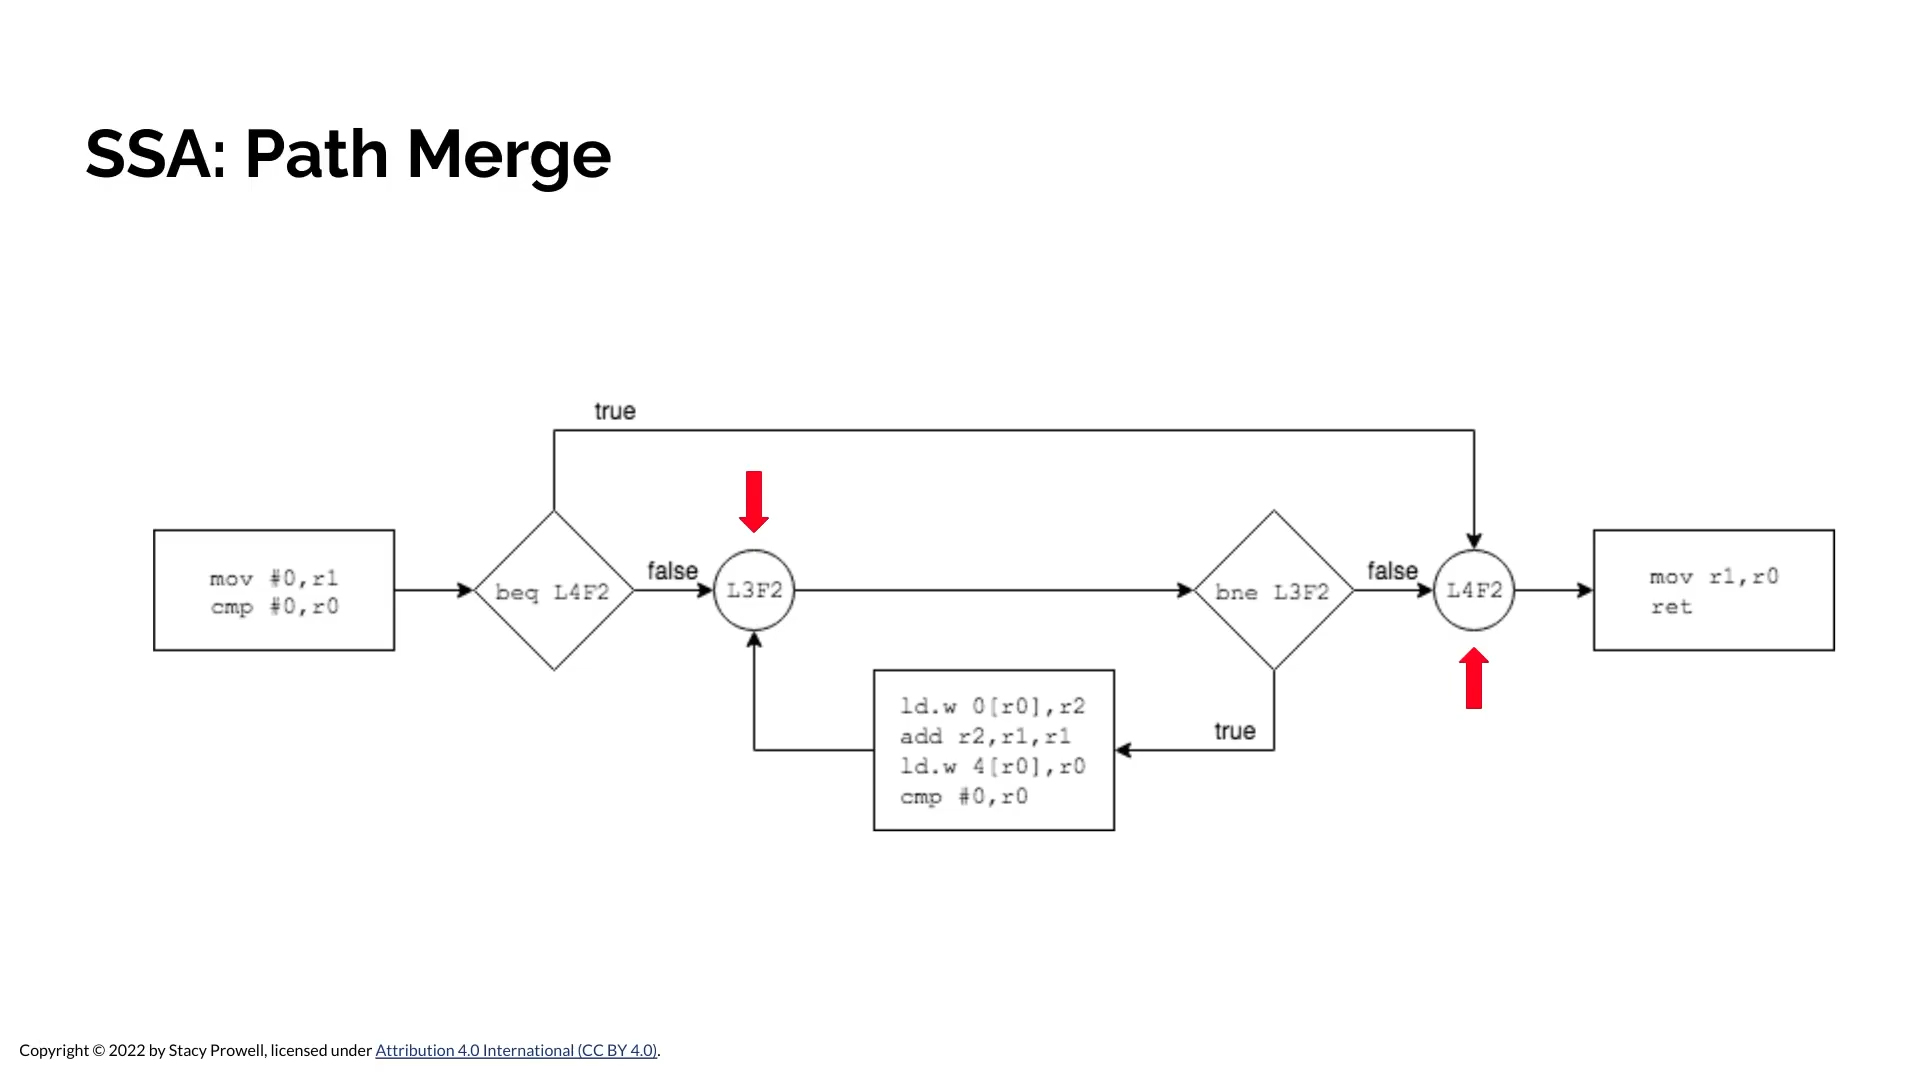 SSA: Path Merge
true
mov #0,r1
cmp #0,r0
beq L4F2
false
L3F2
bne L3F2
false
L4F2
mov r1,r0
ret
ld.w 0[r0],r2
add r2,r1,r1
ld.w 4[r0],r0
cmp #0,r0
true
Copyright © 2022 by Stacy Prowell, licensed under Attribution 4.0 International (CC BY 4.0).